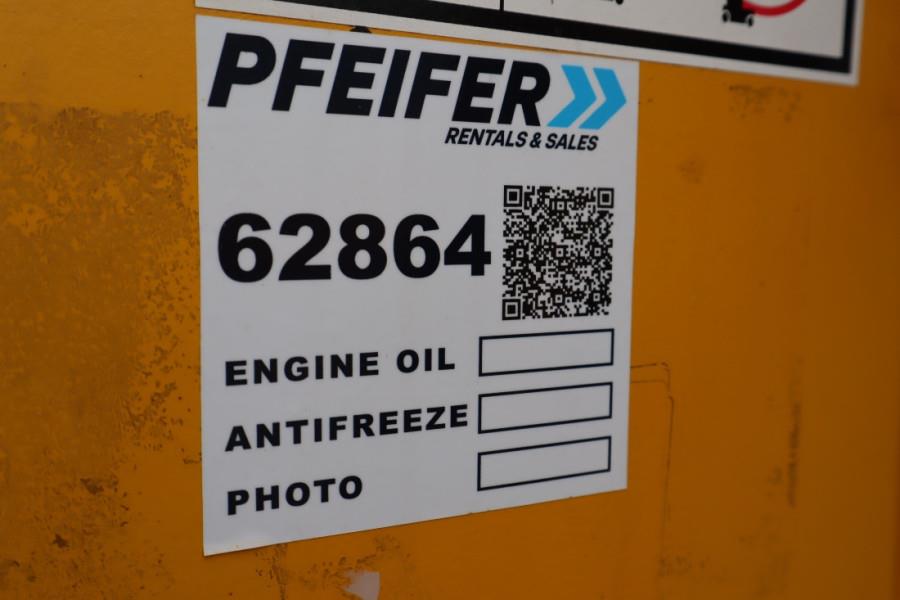 PFEIFER
RENTALS & SALES
62864
ENGINE OIL
ANTIFREEZE
PHOTO